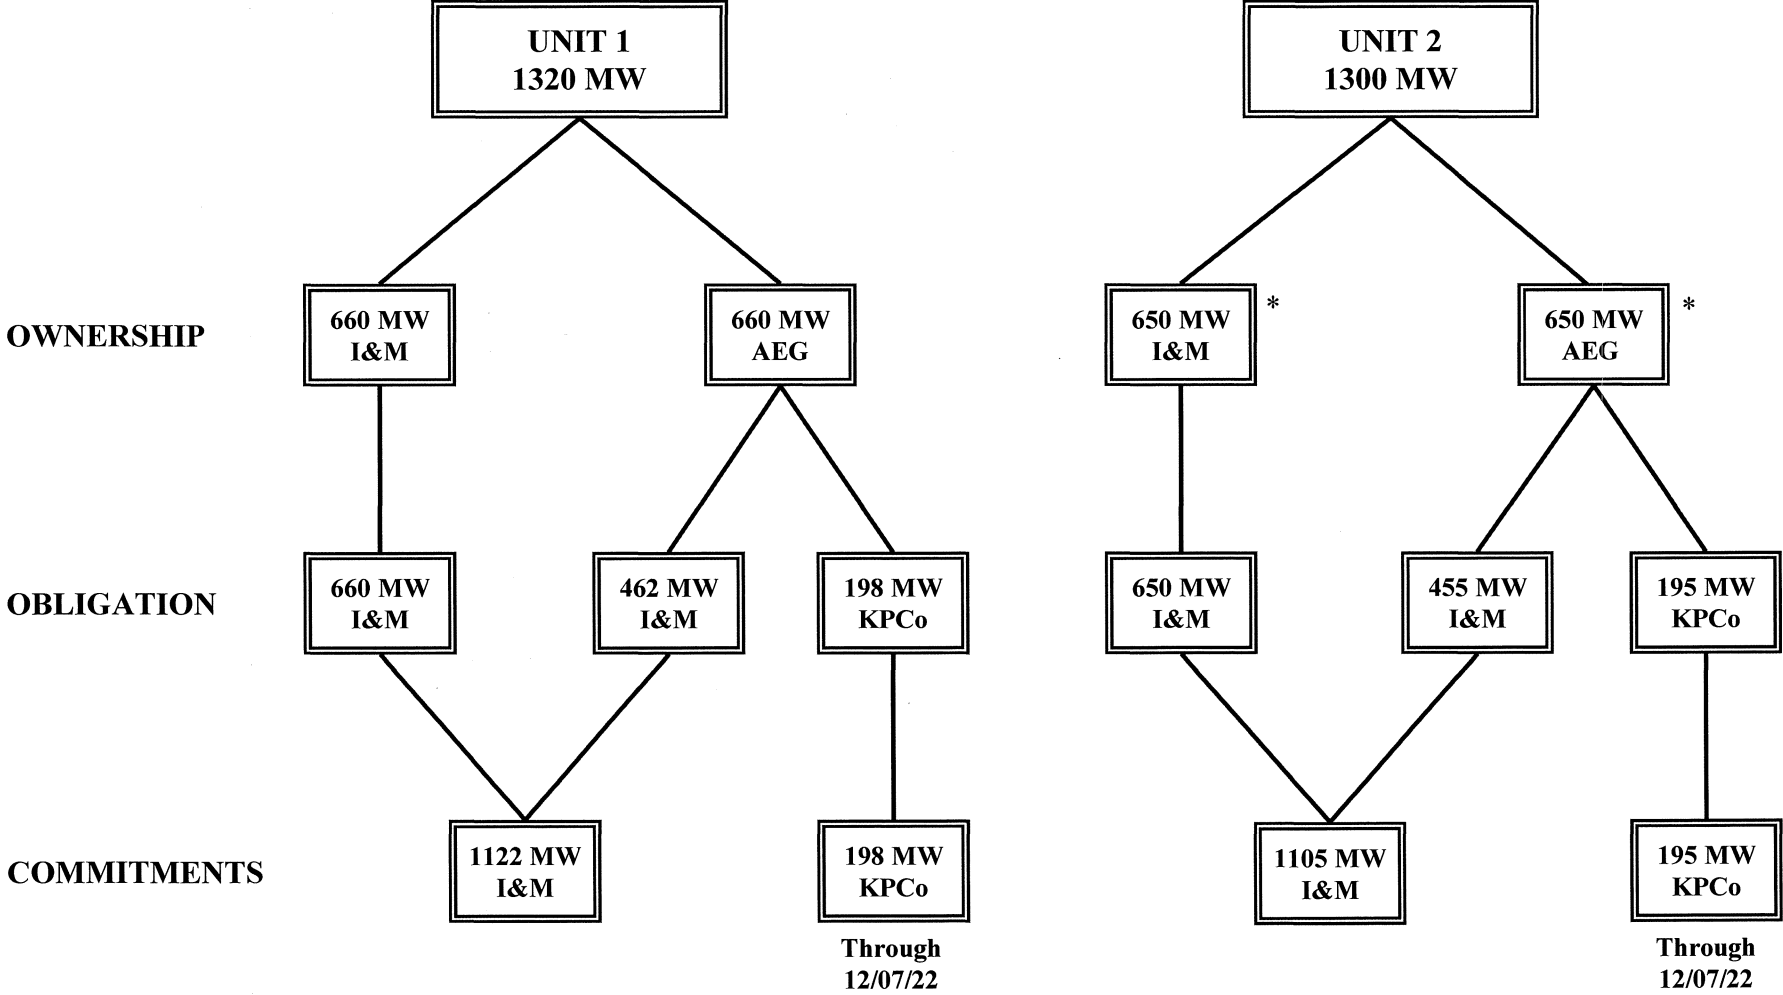 UNIT 1
1320 MW
UNIT 2
1300 MW
OWNERSHIP
660 MW
I&M
660 MW
AEG
650 MW
I&M
*
650 MW
AEG
*
OBLIGATION
660 MW
I&M
462 MW
I&M
198 MW
KPCo
650 MW
I&M
455 MW
I&M
195 MW
KPCo
COMMITMENTS
1122 MW
I&M
198 MW
KPCo
1105 MW
I&M
195 MW
KPCo
Through
12/07/22
Through
12/07/22